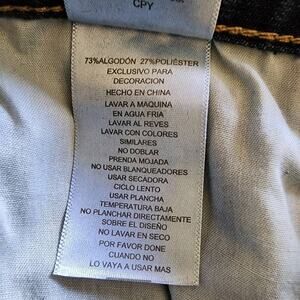 CPY
73%ALGODÓN 27%POLIÉSTER
EXCLUSIVO PARA
DECORACION
HECHO EN CHINA
LAVAR A MAQUINA
EN AGUA FRIA
LAVAR AL REVES
LAVAR CON COLORES
SIMILARES
NO DOBLAR
PRENDA MOJADA
NO USAR BLANQUEADORES
USAR SECADORA
CICLO LENTO
USAR PLANCHA
TEMPERATURA BAJA
NO PLANCHAR DIRECTAMENTE
SOBRE EL DISEÑO
NO LAVAR EN SECO
POR FAVOR DONE
CUANDO NO
LO VAYA A USAR MAS